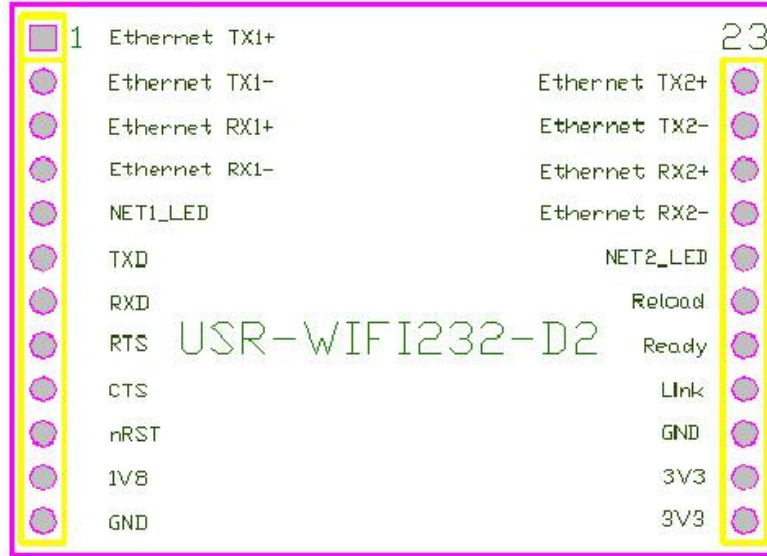 1 Ethernet TX1+ 23
Ethernet TX1- Ethernet TX2+
Ethernet RX1+ Ethernet TX2-
Ethernet RX1- Ethernet RX2+
NET1_LED Ethernet RX2-
TXD NET2_LED
RXD Reload
RTS USR-WIFI232-D2 Ready
CTS LInk
nRST GND
1V8 3V3
GND 3V3